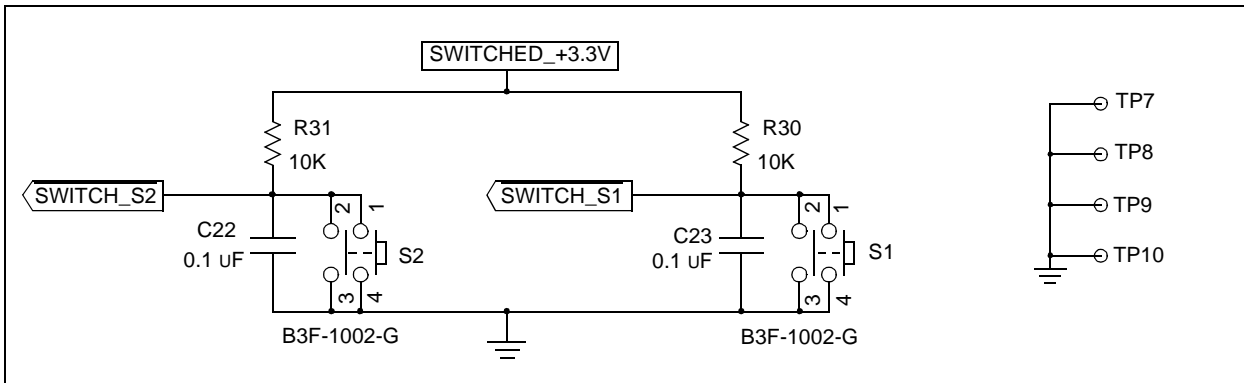 SWITCHED_+3.3V
R31
10K
R30
10K
TP7
TP8
TP9
TP10
SWITCH_S2
SWITCH_S1
2
1
2
1
C22
0.1 uF
S2
C23
0.1 uF
S1
3
4
3
4
B3F-1002-G
B3F-1002-G